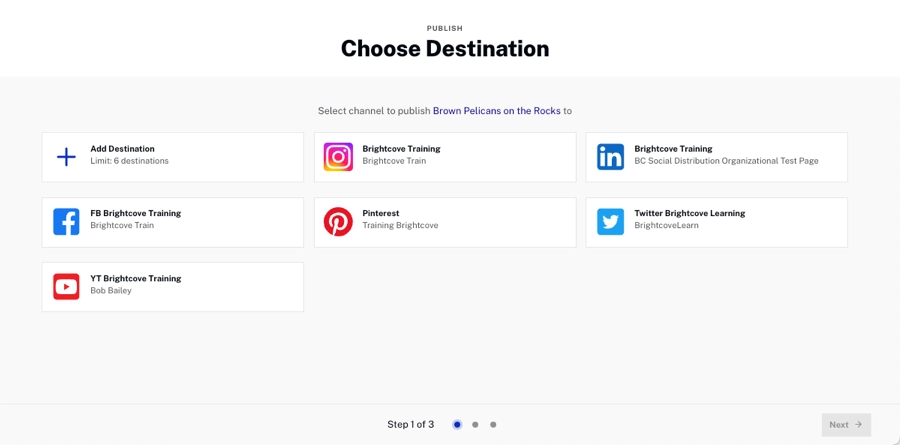 PUBLISH
Choose Destination
Select channel to publish Brown Pelicans on the Rocks to
Add Destination
Limit: 6 destinations
Brightcove Training
Brightcove Train
Brightcove Training
BC Social Distribution Organizational Test Page
FB Brightcove Training
Brightcove Train
Pinterest
Training Brightcove
Twitter Brightcove Learning
BrightcoveLearn
YT Brightcove Training
Bob Bailey
Step 1 of 3
Next